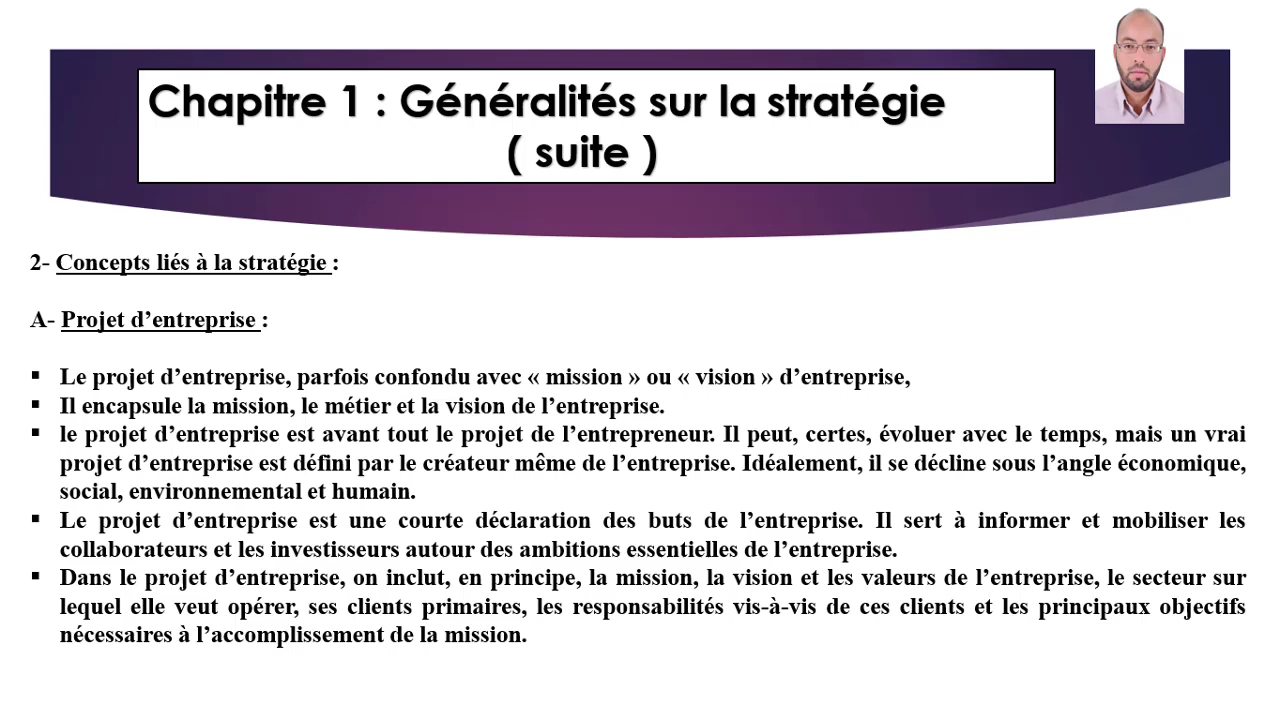 Chapitre 1 : Généralités sur la stratégie
( suite )
2- Concepts liés à la stratégie :
A- Projet d’entreprise :
▪ Le projet d’entreprise, parfois confondu avec « mission » ou « vision » d’entreprise,
▪ Il encapsule la mission, le métier et la vision de l’entreprise.
▪ le projet d’entreprise est avant tout le projet de l’entrepreneur. Il peut, certes, évoluer avec le temps, mais un vrai
projet d’entreprise est défini par le créateur même de l’entreprise. Idéalement, il se décline sous l’angle économique,
social, environnemental et humain.
▪ Le projet d’entreprise est une courte déclaration des buts de l’entreprise. Il sert à informer et mobiliser les
collaborateurs et les investisseurs autour des ambitions essentielles de l’entreprise.
▪ Dans le projet d’entreprise, on inclut, en principe, la mission, la vision et les valeurs de l’entreprise, le secteur sur
lequel elle veut opérer, ses clients primaires, les responsabilités vis-à-vis de ces clients et les principaux objectifs
nécessaires à l’accomplissement de la mission.